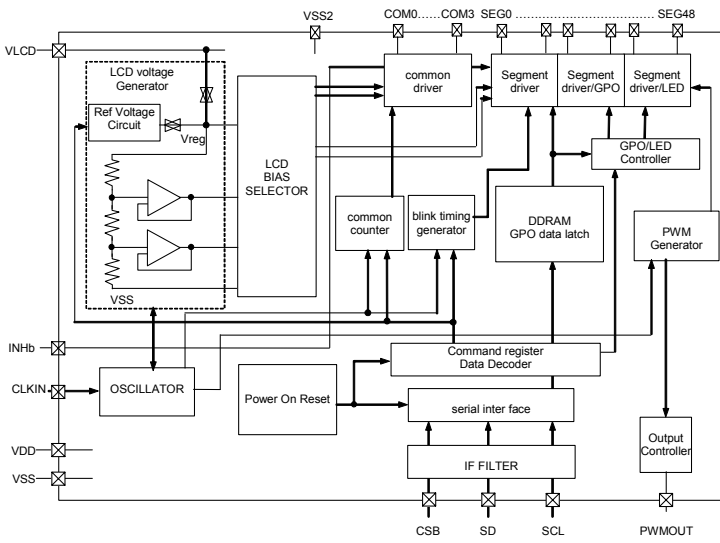 VSS2
COM0......COM3
SEG0 ................................ SEG48
VLCD
LCD voltage
Generator
Ref Voltage
Circuit
Vreg
VSS
LCD
BIAS
SELECTOR
common
driver
Segment
driver
Segment
driver/GPO
Segment
driver/LED
GPO/LED
Controller
common
counter
blink timing
generator
DDRAM
GPO data latch
PWM
Generator
INHb
CLKIN
OSCILLATOR
Power On Reset
Command register
Data Decoder
serial inter face
IF FILTER
Output
Controller
VDD
VSS
CSB
SD
SCL
PWMOUT